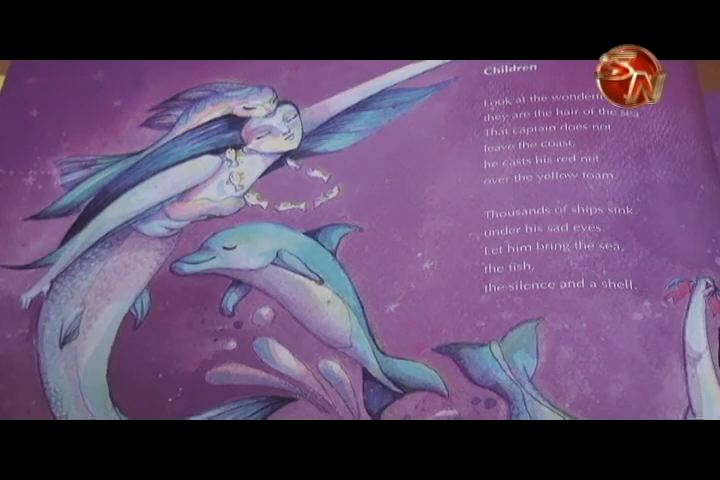 Children
Look at the
they are the hair of the sea
That captain does not
leave the coast,
he casts his red nut
over the yellow foam.
Thousands of ships sink
under his sad eyes.
Let him bring the sea,
the fish,
the silence and a shell.
SN